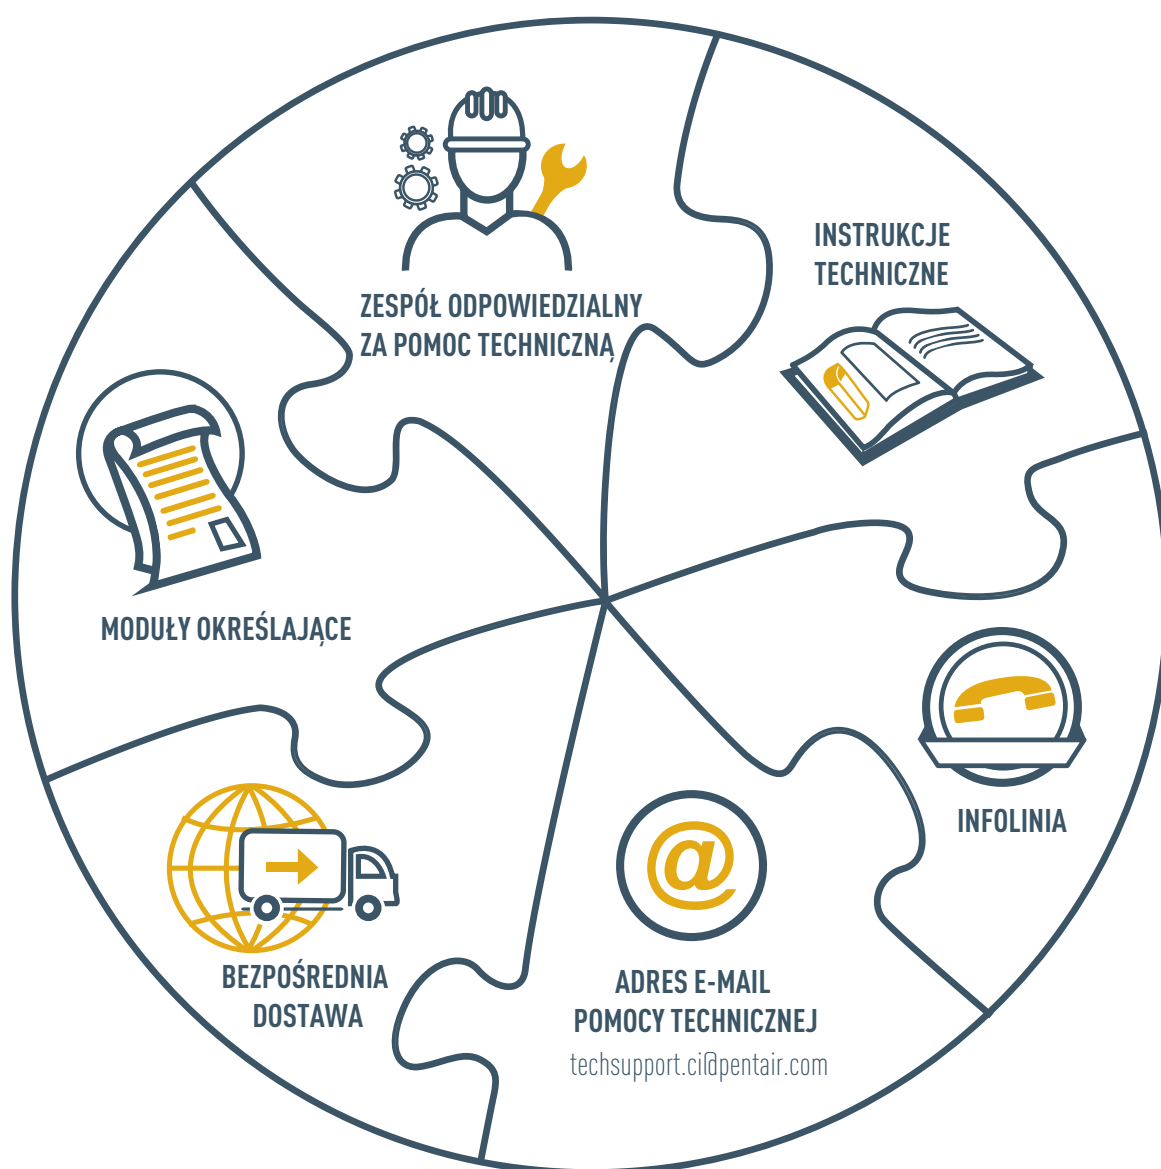 ZESPÓŁ ODPOWIEDZIALNY
ZA POMOC TECHNICZNĄ
INSTRUKCJE
TECHNICZNE
MODUŁY OKREŚLAJĄCE
INFOLINIA
BEZPOŚREDNIA
DOSTAWA
@
ADRES E-MAIL
POMOCY TECHNICZNEJ
techsupport.ci@pentair.com